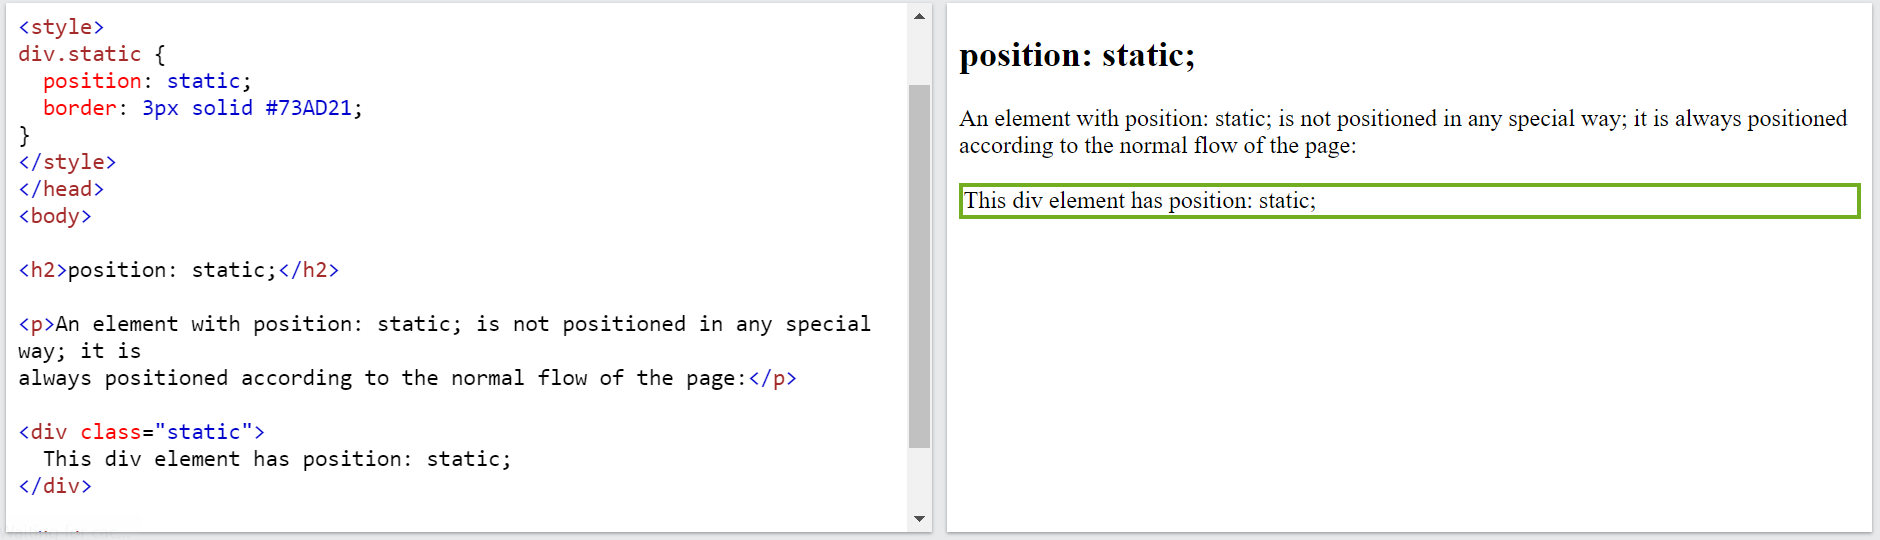 <style>
div.static {
  position: static;
  border: 3px solid #73AD21;
}
</style>
</head>
<body>
<h2>position: static;</h2>
<p>An element with position: static; is not positioned in any special
way; it is
always positioned according to the normal flow of the page:</p>
<div class="static">
  This div element has position: static;
</div>
position: static;
An element with position: static; is not positioned in any special way; it is always positioned
according to the normal flow of the page:
This div element has position: static;